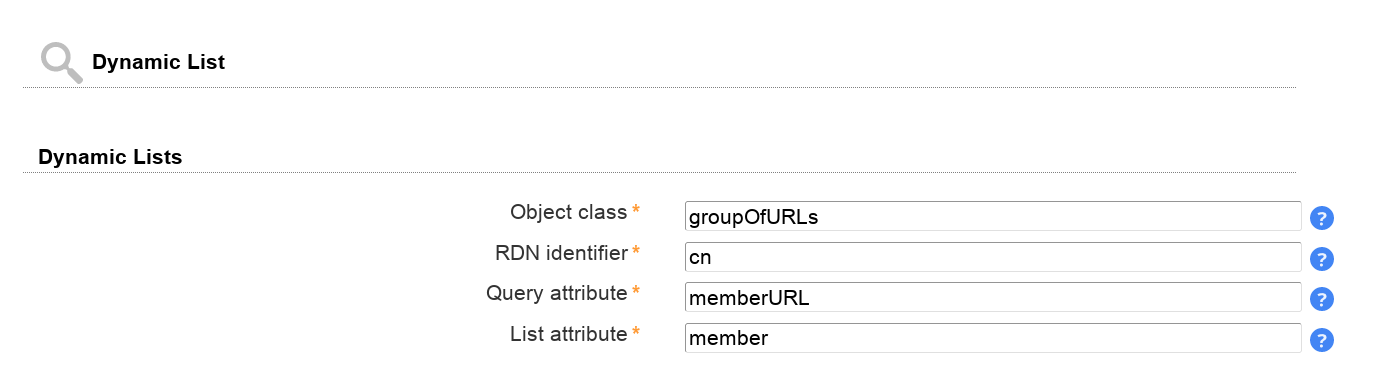 Dynamic List
Dynamic Lists
Object class * groupOfURLs ?
RDN identifier * cn ?
Query attribute * memberURL ?
List attribute * member ?